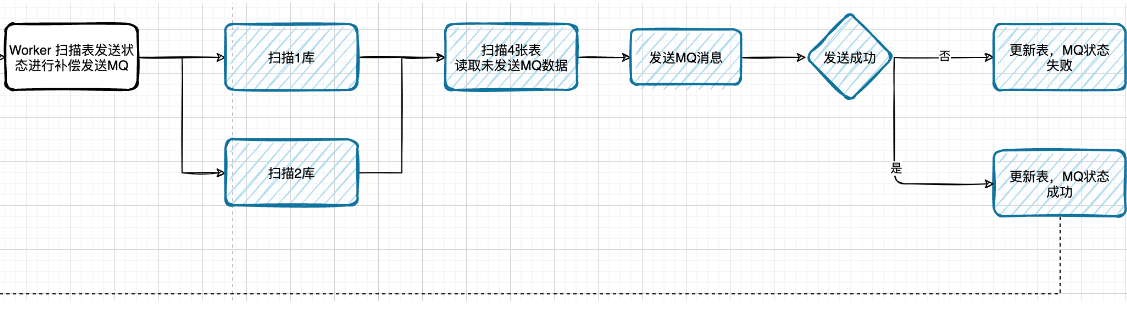 Worker 扫描表发送状
态进行补偿发送MQ
扫描1库
扫描4张表
读取未发送MQ数据
发送MQ消息
发送成功
否
更新表，MQ状态
失败
扫描2库
是
更新表，MQ状态
成功